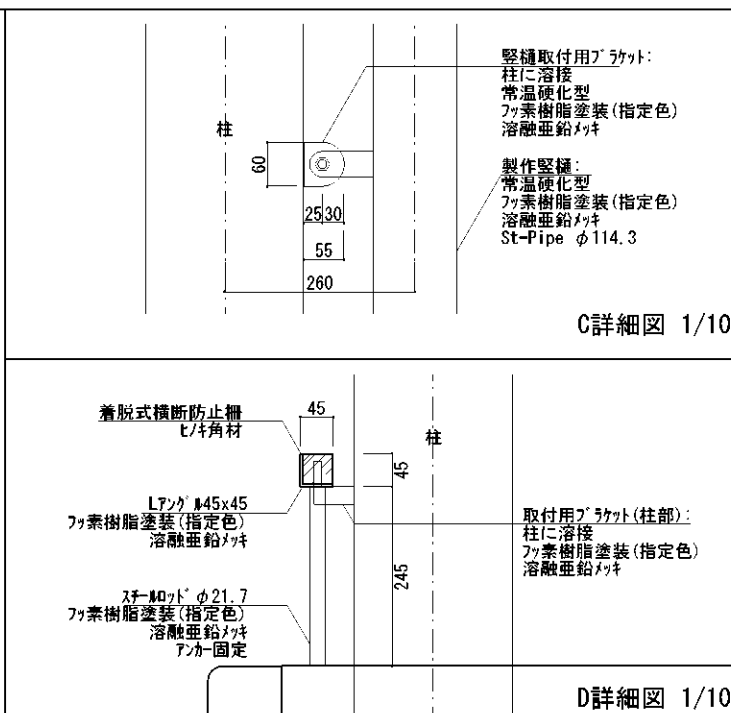 竪樋取付用ブラケット:
柱に溶接
常温硬化型
フッ素樹脂塗装(指定色)
溶融亜鉛メッキ
柱
60
25
30
55
260
製作竪樋:
常温硬化型
フッ素樹脂塗装(指定色)
溶融亜鉛メッキ
St-Pipe φ114.3
C詳細図 1/10
着脱式横断防止柵
ヒノキ角材
45
柱
45
Lアングル45x45
フッ素樹脂塗装(指定色)
溶融亜鉛メッキ
取付用ブラケット(柱部):
柱に溶接
フッ素樹脂塗装(指定色)
溶融亜鉛メッキ
245
スチールロッド φ21.7
フッ素樹脂塗装(指定色)
溶融亜鉛メッキ
アンカー固定
D詳細図 1/10